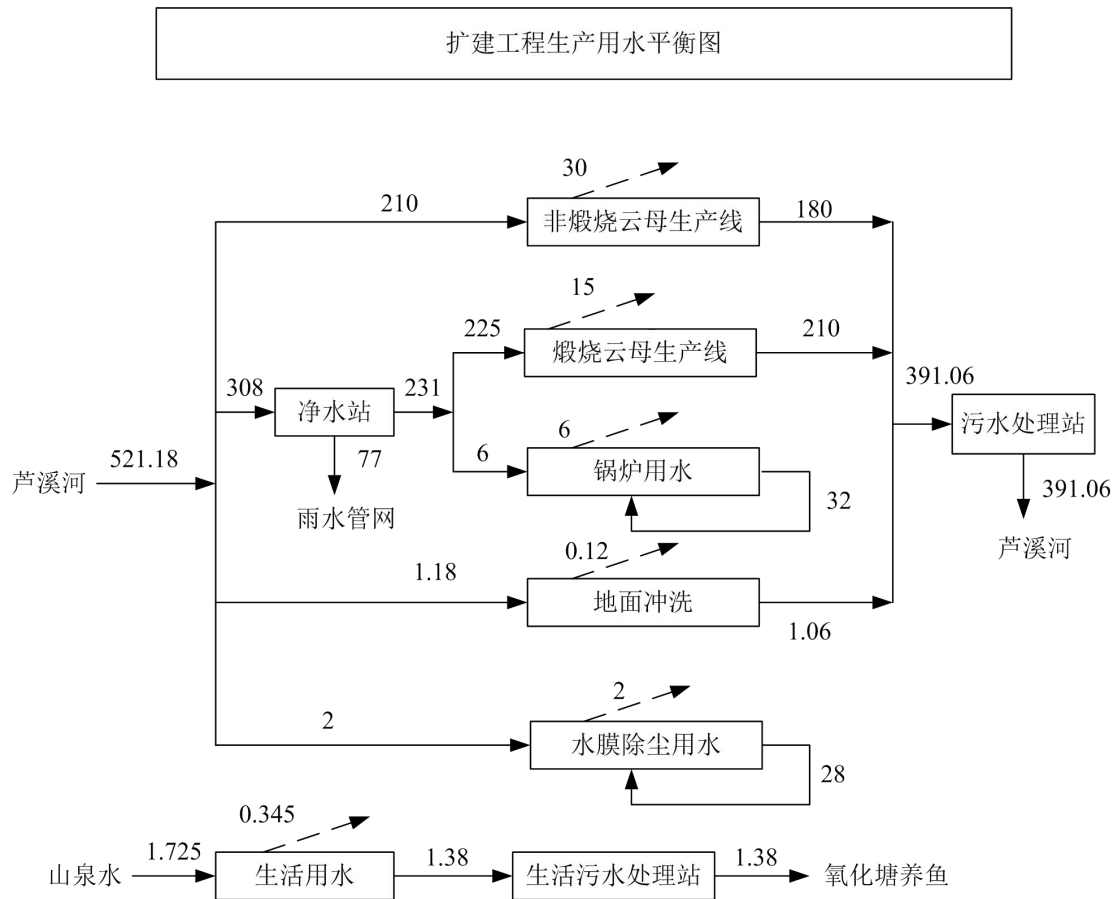 扩建工程生产用水平衡图
30
210
非煅烧云母生产线
180
15
225
煅烧云母生产线
210
308
净水站
231
391.06
污水处理站
6
77
6
锅炉用水
芦溪河
521.18
391.06
32
雨水管网
芦溪河
0.12
1.18
地面冲洗
1.06
2
2
水膜除尘用水
28
0.345
山泉水
1.725
生活用水
1.38
生活污水处理站
1.38
氧化塘养鱼